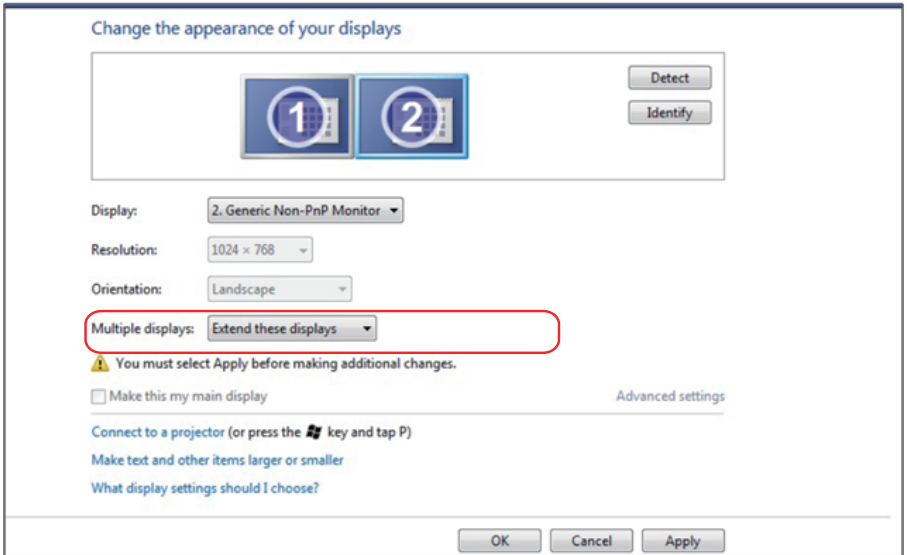 Change the appearance of your displays
1
2
Detect
Identify
Display: 2. Generic Non-PnP Monitor
Resolution: 1024 × 768
Orientation: Landscape
Multiple displays: Extend these displays
You must select Apply before making additional changes.
Make this my main display Advanced settings
Connect to a projector (or press the key and tap P)
Make text and other items larger or smaller
What display settings should I choose?
OK Cancel Apply